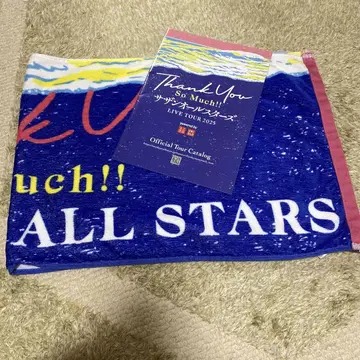 Thank You
So Much!!
サザンオールスターズ
LIVE TOUR 2025
Official Tour Catalog
k U
uch!!
ALL STARS